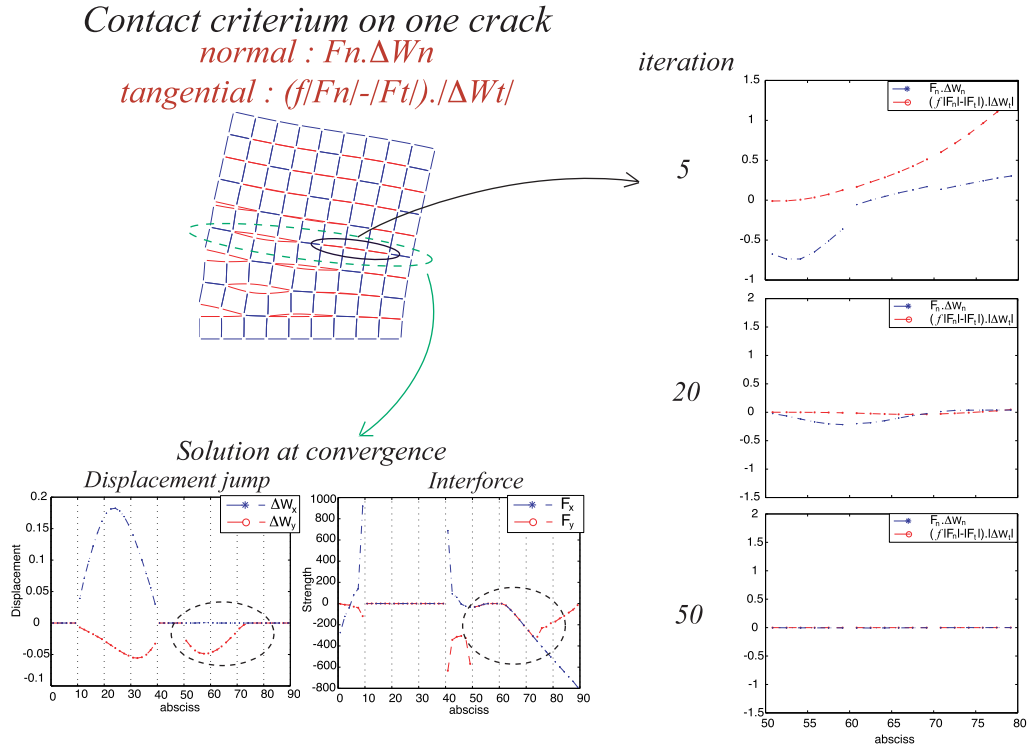 Contact criterium on one crack
normal : Fn.ΔWn
tangential : (f|Fn|-|Ft|).|ΔWt|
iteration
5
1.5
1
0.5
0
-0.5
-1
Fn.ΔWn
(f|Fn|-|Ft|).|ΔWt|
20
2
1.5
1
0.5
0
-0.5
-1
-1.5
Fn.ΔWn
(f|Fn|-|Ft|).|ΔWt|
50
2
1.5
1
0.5
0
-0.5
-1
-1.5
Fn.ΔWn
(f|Fn|-|Ft|).|ΔWt|
50 55 60 65 70 75 80
absciss
Solution at convergence
Displacement jump
0.2
0.15
0.1
0.05
0
-0.05
-0.1
Displacement
ΔWx
ΔWy
0 10 20 30 40 50 60 70 80 90
absciss
Interforce
1000
800
600
400
200
0
-200
-400
-600
-800
Strength
Fx
Fy
0 10 20 30 40 50 60 70 80 90
absciss